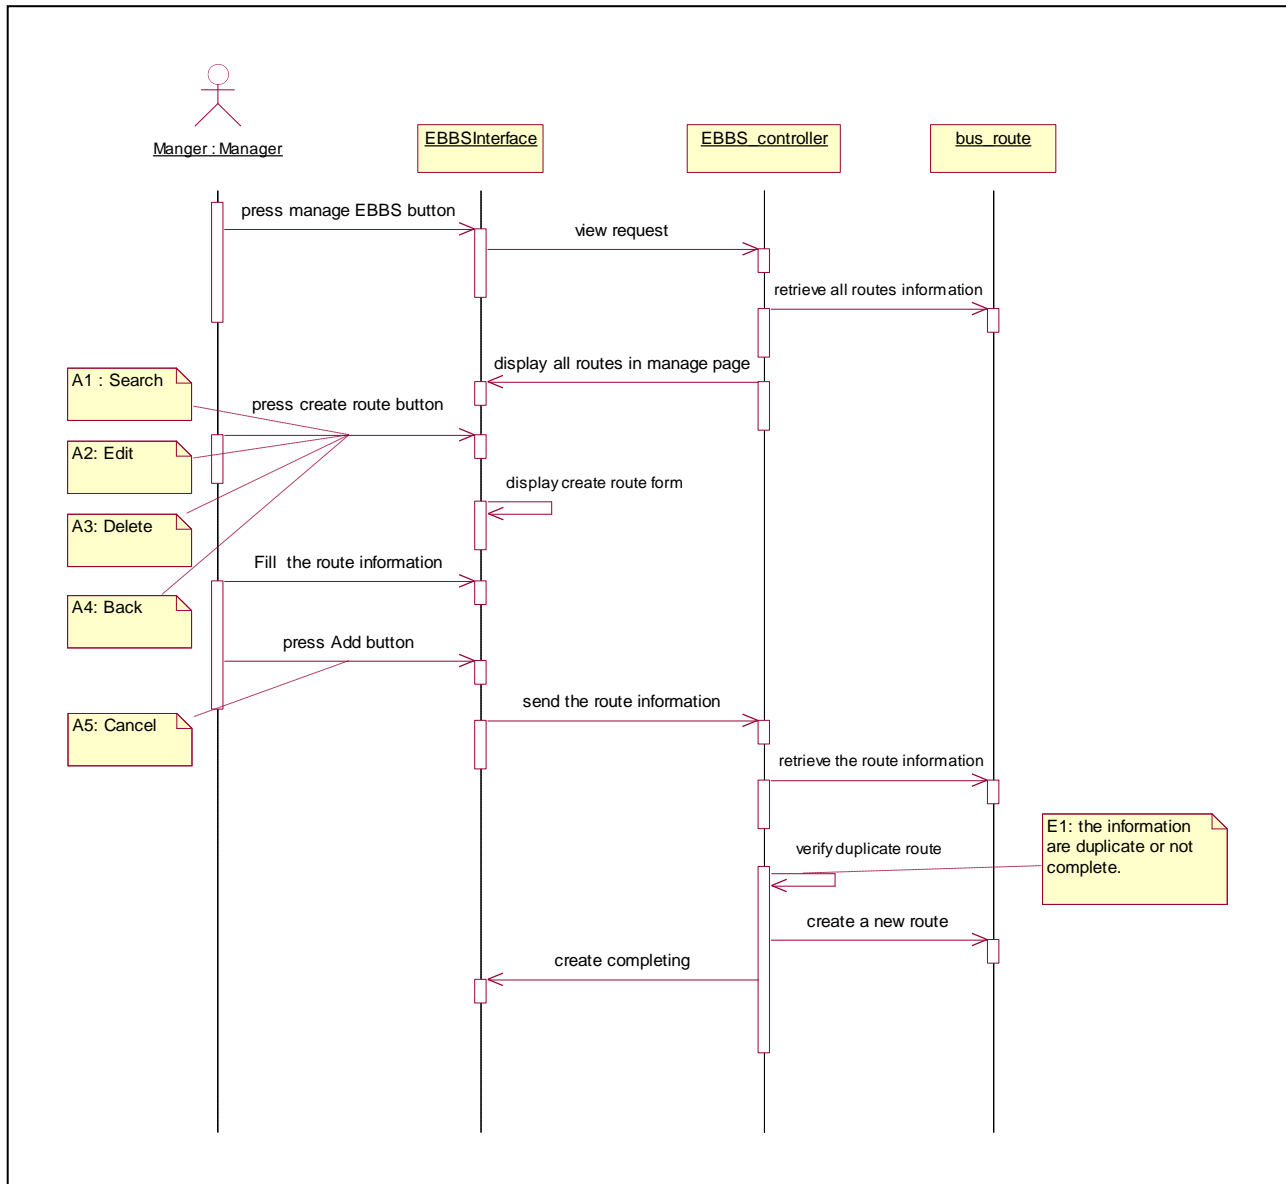 Manger : Manager
EBBSInterface
EBBS_controller
bus_route
press manage EBBS button
view request
retrieve all routes information
display all routes in manage page
A1 : Search
press create route button
A2: Edit
display create route form
A3: Delete
Fill the route information
A4: Back
press Add button
send the route information
A5: Cancel
retrieve the route information
E1: the information
are duplicate or not
complete.
verify duplicate route
create a new route
create completing